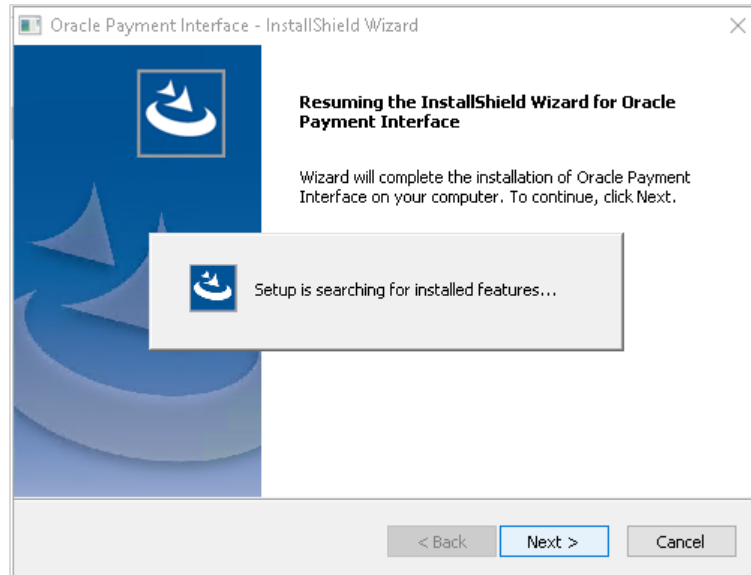 Oracle Payment Interface - InstallShield Wizard
Resuming the InstallShield Wizard for Oracle
Payment Interface
Wizard will complete the installation of Oracle Payment
Interface on your computer. To continue, click Next.
Setup is searching for installed features...
< Back
Next >
Cancel